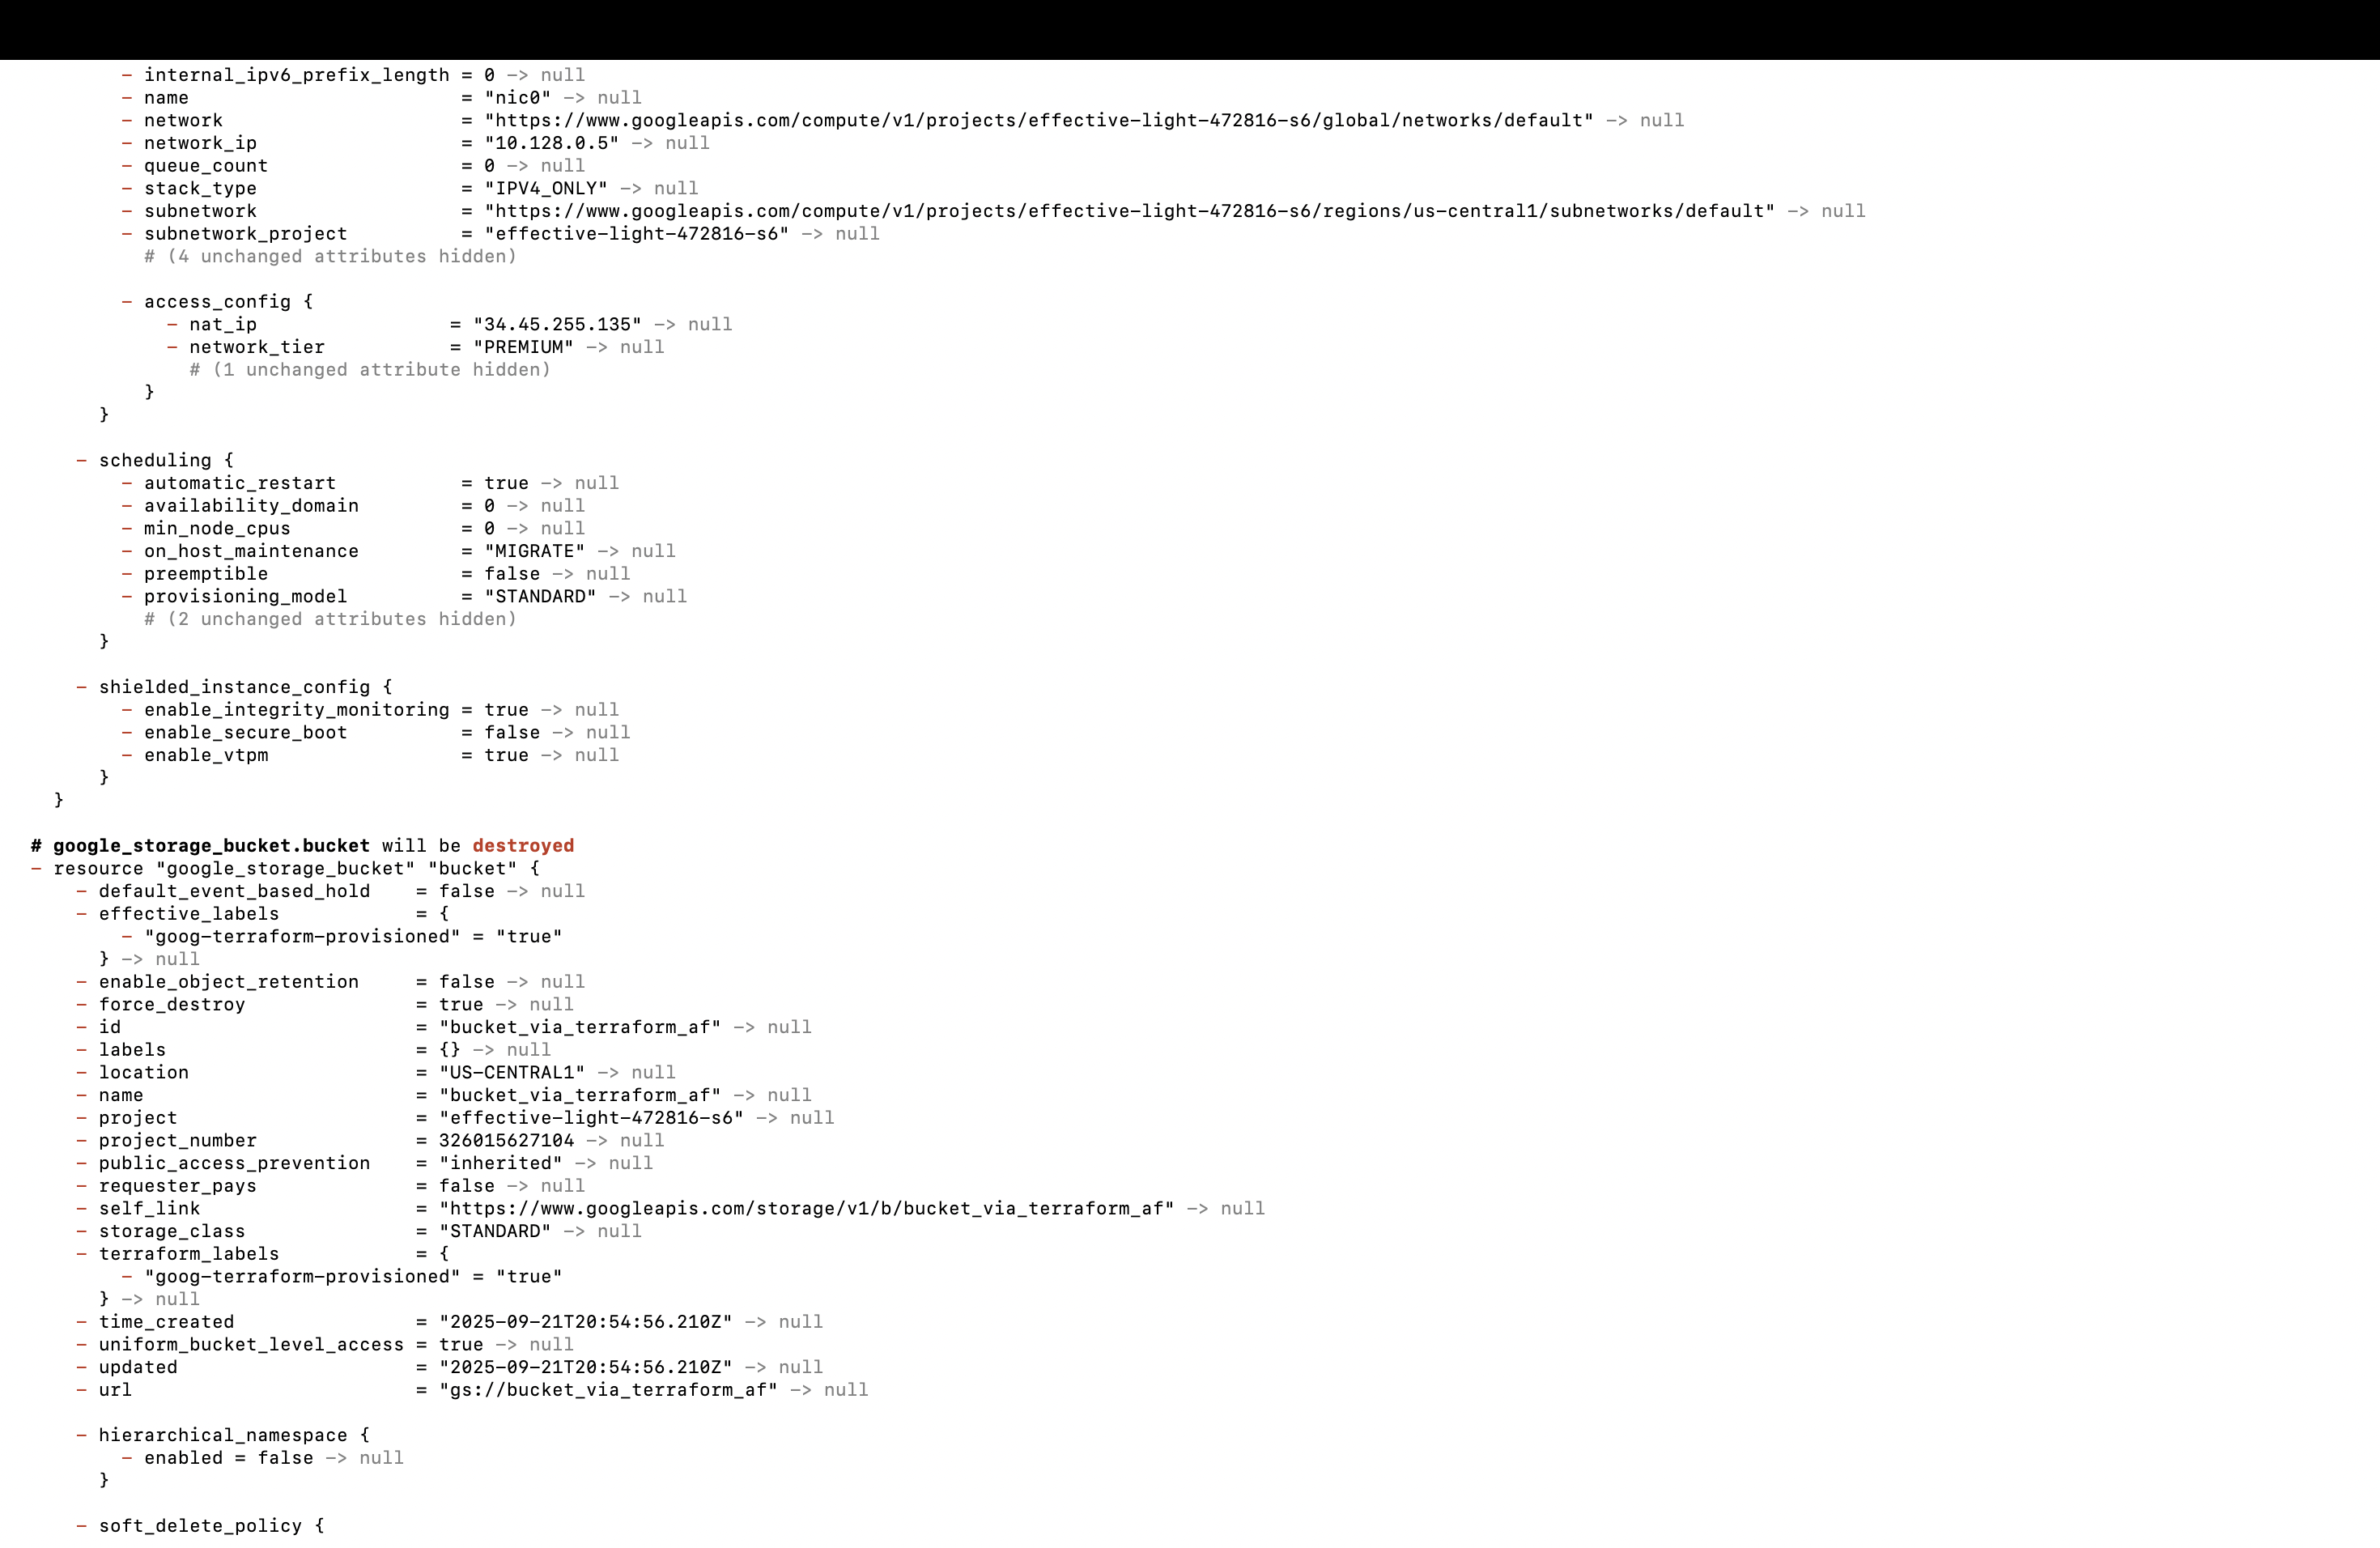 - internal_ipv6_prefix_length = 0 -> null
- name = "nic0" -> null
- network = "https://www.googleapis.com/compute/v1/projects/effective-light-472816-s6/global/networks/default" -> null
- network_ip = "10.128.0.5" -> null
- queue_count = 0 -> null
- stack_type = "IPV4_ONLY" -> null
- subnetwork = "https://www.googleapis.com/compute/v1/projects/effective-light-472816-s6/regions/us-central1/subnetworks/default" -> null
- subnetwork_project = "effective-light-472816-s6" -> null
# (4 unchanged attributes hidden)
- access_config {
- nat_ip = "34.45.255.135" -> null
- network_tier = "PREMIUM" -> null
# (1 unchanged attribute hidden)
}
}
- scheduling {
- automatic_restart = true -> null
- availability_domain = 0 -> null
- min_node_cpus = 0 -> null
- on_host_maintenance = "MIGRATE" -> null
- preemptible = false -> null
- provisioning_model = "STANDARD" -> null
# (2 unchanged attributes hidden)
}
- shielded_instance_config {
- enable_integrity_monitoring = true -> null
- enable_secure_boot = false -> null
- enable_vtpm = true -> null
}
}
# google_storage_bucket.bucket will be destroyed
- resource "google_storage_bucket" "bucket" {
- default_event_based_hold = false -> null
- effective_labels = {
- "goog-terraform-provisioned" = "true"
} -> null
- enable_object_retention = false -> null
- force_destroy = true -> null
- id = "bucket_via_terraform_af" -> null
- labels = {} -> null
- location = "US-CENTRAL1" -> null
- name = "bucket_via_terraform_af" -> null
- project = "effective-light-472816-s6" -> null
- project_number = 326015627104 -> null
- public_access_prevention = "inherited" -> null
- requester_pays = false -> null
- self_link = "https://www.googleapis.com/storage/v1/b/bucket_via_terraform_af" -> null
- storage_class = "STANDARD" -> null
- terraform_labels = {
- "goog-terraform-provisioned" = "true"
} -> null
- time_created = "2025-09-21T20:54:56.210Z" -> null
- uniform_bucket_level_access = true -> null
- updated = "2025-09-21T20:54:56.210Z" -> null
- url = "gs://bucket_via_terraform_af" -> null
- hierarchical_namespace {
- enabled = false -> null
}
- soft_delete_policy {